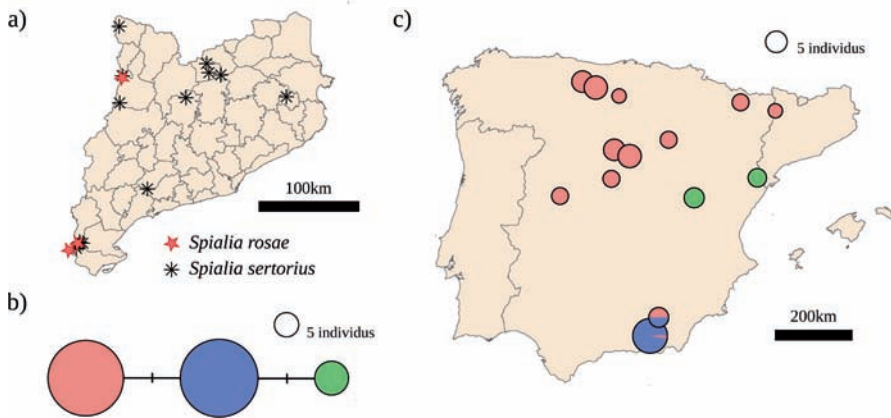 a)
100km
Spialia rosae
Spialia sertorius
b)
5 individus
c)
5 individus
200km